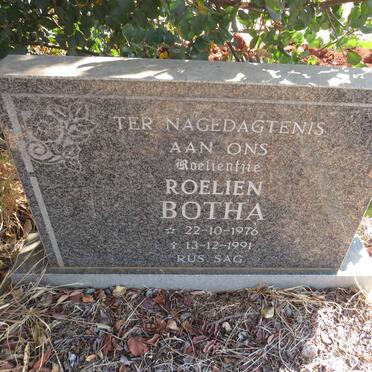 TER NAGEDAGTENIS
AAN ONS
Roelientjie
ROELIEN
BOTHA
☆ 22-10-1976
✝ 13-12-1991
RUS SAG